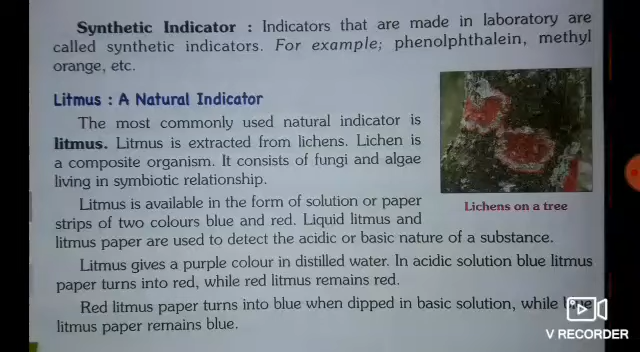 Synthetic Indicator : Indicators that are made in laboratory are
called synthetic indicators. For example; phenolphthalein, methyl
orange, etc.
Litmus : A Natural Indicator
The most commonly used natural indicator is
litmus. Litmus is extracted from lichens. Lichen is
a composite organism. It consists of fungi and algae
living in symbiotic relationship.
Litmus is available in the form of solution or paper
strips of two colours blue and red. Liquid litmus and
litmus paper are used to detect the acidic or basic nature of a substance.
Lichens on a tree
Litmus gives a purple colour in distilled water. In acidic solution blue litmus
paper turns into red, while red litmus remains red.
Red litmus paper turns into blue when dipped in basic solution, while
litmus paper remains blue.
V RECORDER